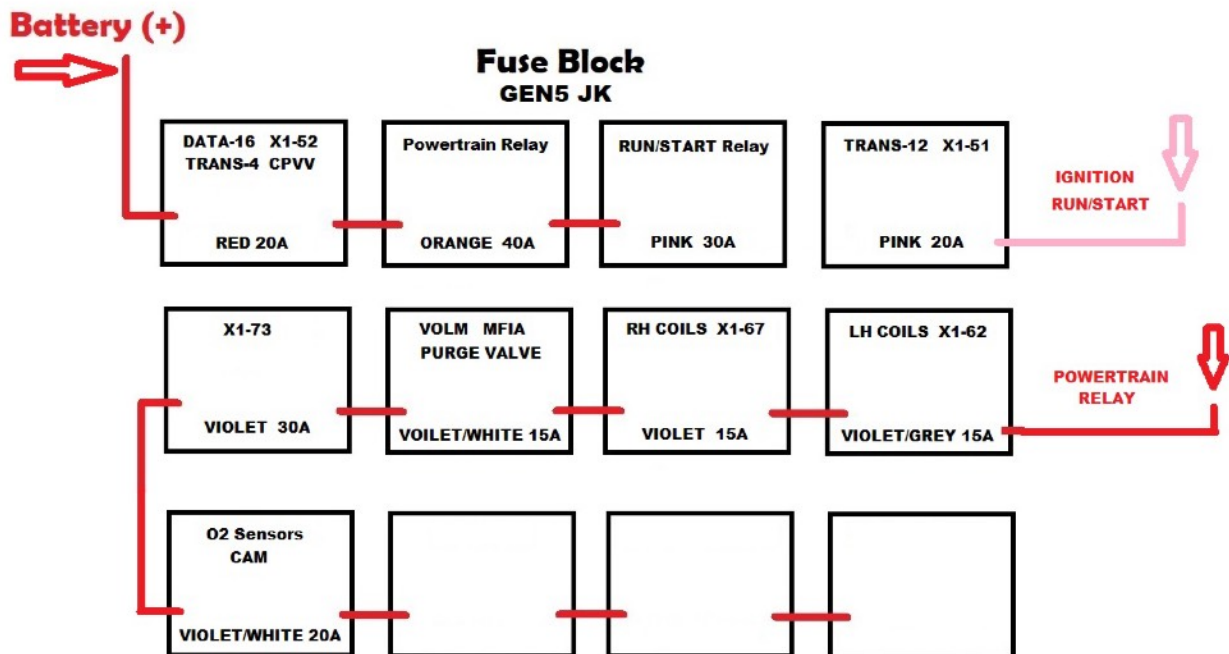 Battery (+)
Fuse Block
GEN5 JK
DATA-16 X1-52
TRANS-4 CPVV
RED 20A
Powertrain Relay
ORANGE 40A
RUN/START Relay
PINK 30A
TRANS-12 X1-51
PINK 20A
IGNITION
RUN/START
X1-73
VIOLET 30A
VOLM MFIA
PURGE VALVE
VOILET/WHITE 15A
RH COILS X1-67
VIOLET 15A
LH COILS X1-62
VIOLET/GREY 15A
POWERTRAIN
RELAY
O2 Sensors
CAM
VIOLET/WHITE 20A